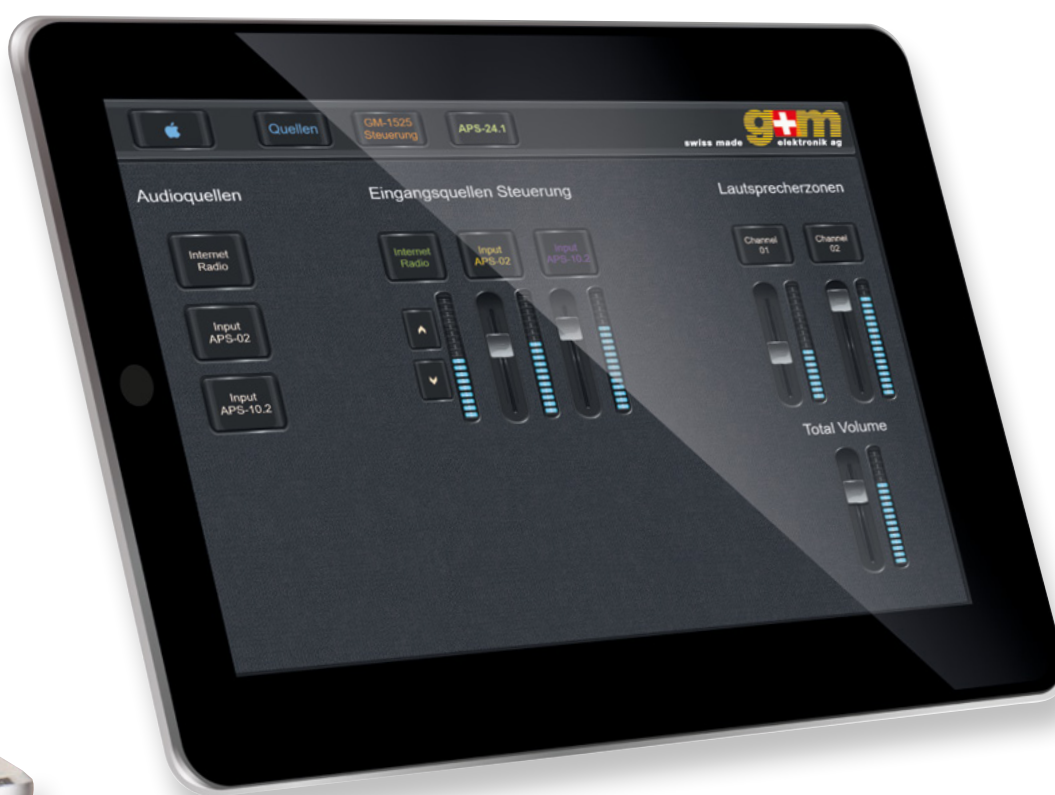 Quellen
GM-1525
Steuerung
APS-24.1
g+m
swiss made elektronik ag
Audioquellen
Eingangsquellen Steuerung
Lautsprecherzonen
Internet
Radio
Input
APS-02
Input
APS-10.2
Internet
Radio
Input
APS-02
Input
APS-10.2
Channel
01
Channel
02
Total Volume